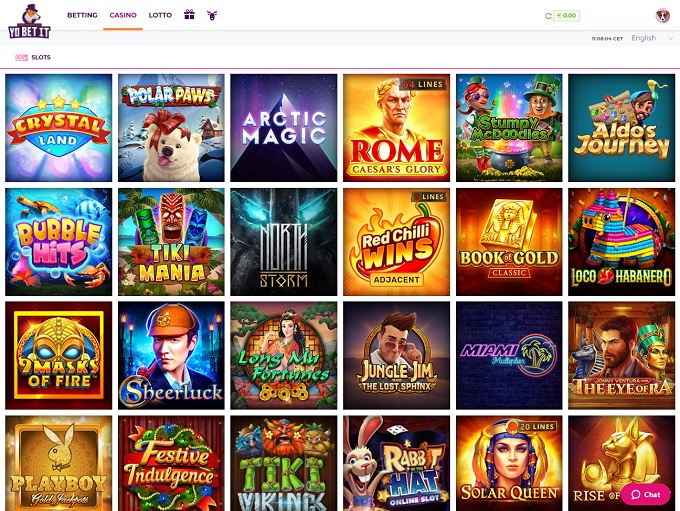 BETTING CASINO LOTTO € 0.00
YO BET IT
11:08:04 CET English
SLOTS
CRYSTAL
LAND
POLAR PAWS
ARCTIC
MAGIC
LINES
ROME
CAESAR'S GLORY
Stumpy
McDoodles
Aldo's
Journey
BUBBLE
HITS
TIKI
MANIA
NORTH
STORM
LINES
Red Chilli
WINS
ADJACENT
BOOK of GOLD
CLASSIC
LOCO HABANERO
9 MASKS
OF FIRE
Sheerluck
Long Mu
Fortunes
JUNGLE JIM
AND
THE LOST SPHINX
MIAMI
Multiplier
JONNY VENTURA AND
THE EYE OF RA
PLAYBOY
Gold Jackpots
Festive
Indulgence
TIKI
VIKINGS
RABBIT
IN THE
HAT
ONLINE SLOT
20 LINES
SOLAR QUEEN
RISE OF
Chat